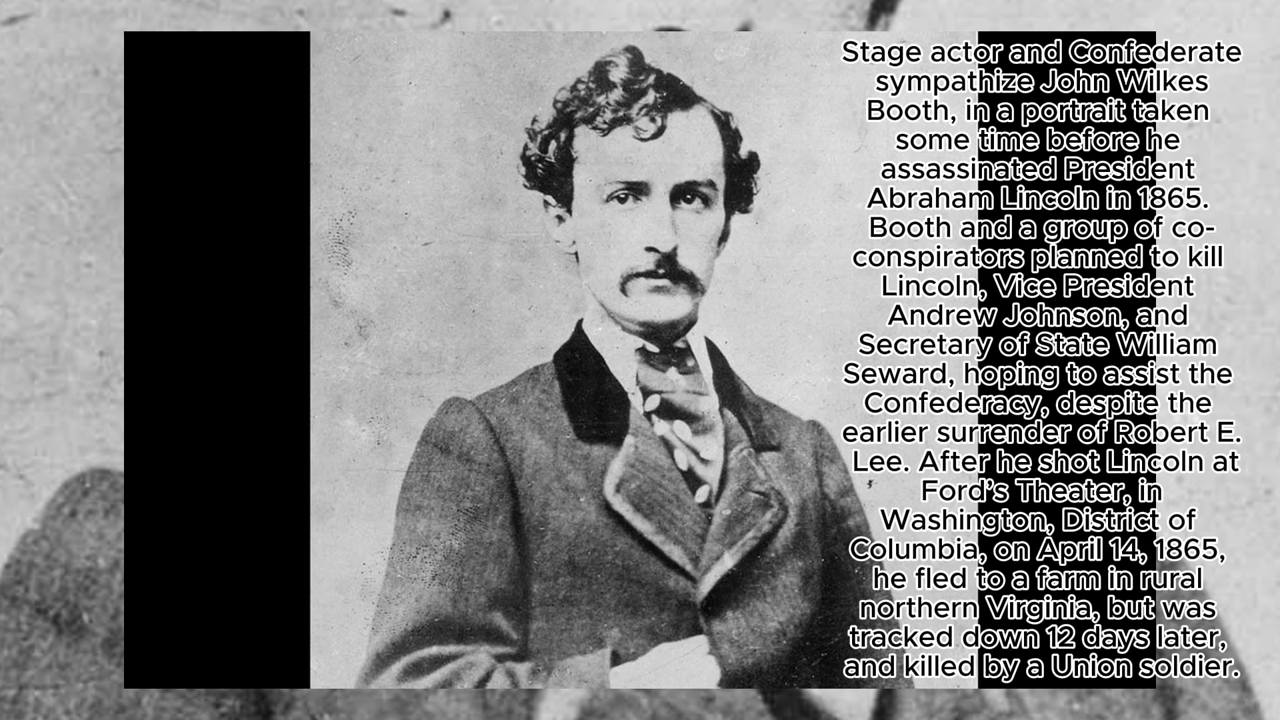 Stage actor and Confederate
sympathize John Wilkes
Booth, in a portrait taken
some time before he
assassinated President
Abraham Lincoln in 1865.
Booth and a group of co-
conspirators planned to kill
Lincoln, Vice President
Andrew Johnson, and
Secretary of State William
Seward, hoping to assist the
Confederacy, despite the
earlier surrender of Robert E.
Lee. After he shot Lincoln at
Ford’s Theater, in
Washington, District of
Columbia, on April 14, 1865,
he fled to a farm in rural
northern Virginia, but was
tracked down 12 days later,
and killed by a Union soldier.